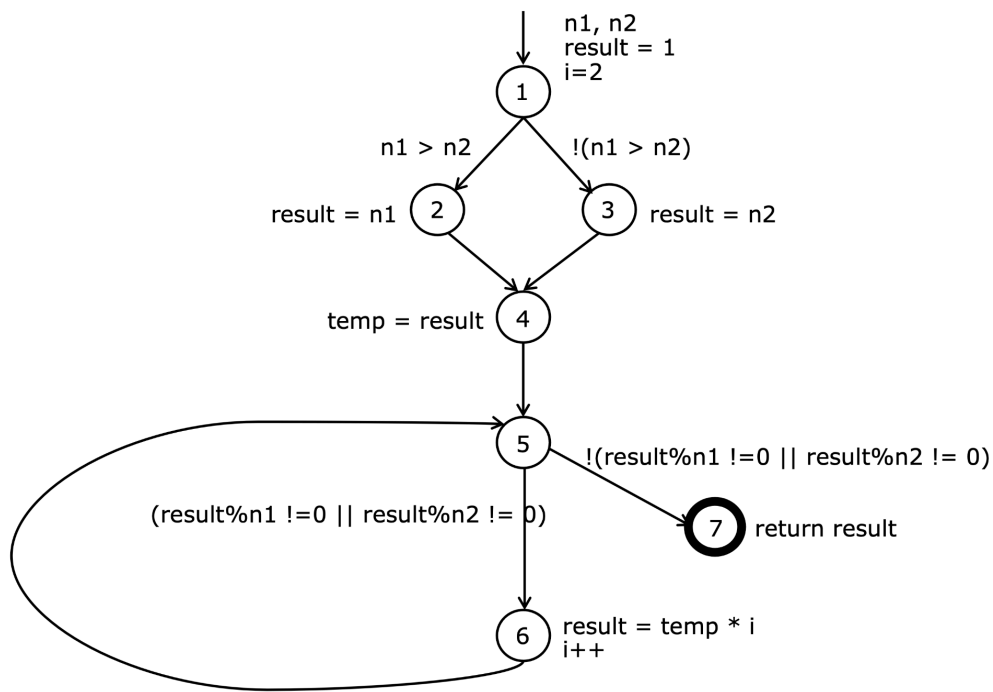 n1, n2
result = 1
i=2
1
n1 > n2
!(n1 > n2)
result = n1
2
3
result = n2
temp = result
4
5
!(result%n1 !=0 || result%n2 != 0)
(result%n1 !=0 || result%n2 != 0)
7
return result
6
result = temp * i
i++